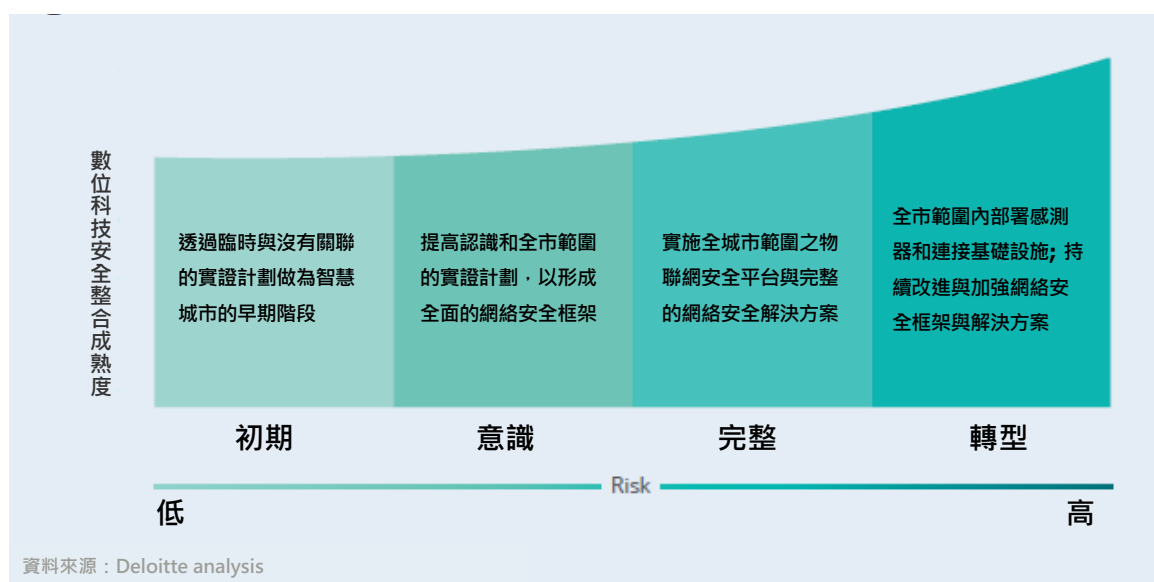 數位科技安全整合成熟度
透過臨時與沒有關聯
的實證計劃做為智慧
城市的早期階段
提高認識和全市範圍
的實證計劃，以形成
全面的網絡安全框架
實施全城市範圍之物
聯網安全平台與完整
的網絡安全解決方案
全市範圍內部署感測
器和連接基礎設施; 持
續改進與加強網絡安
全框架與解決方案
初期
意識
完整
轉型
Risk
低
高
資料來源：Deloitte analysis